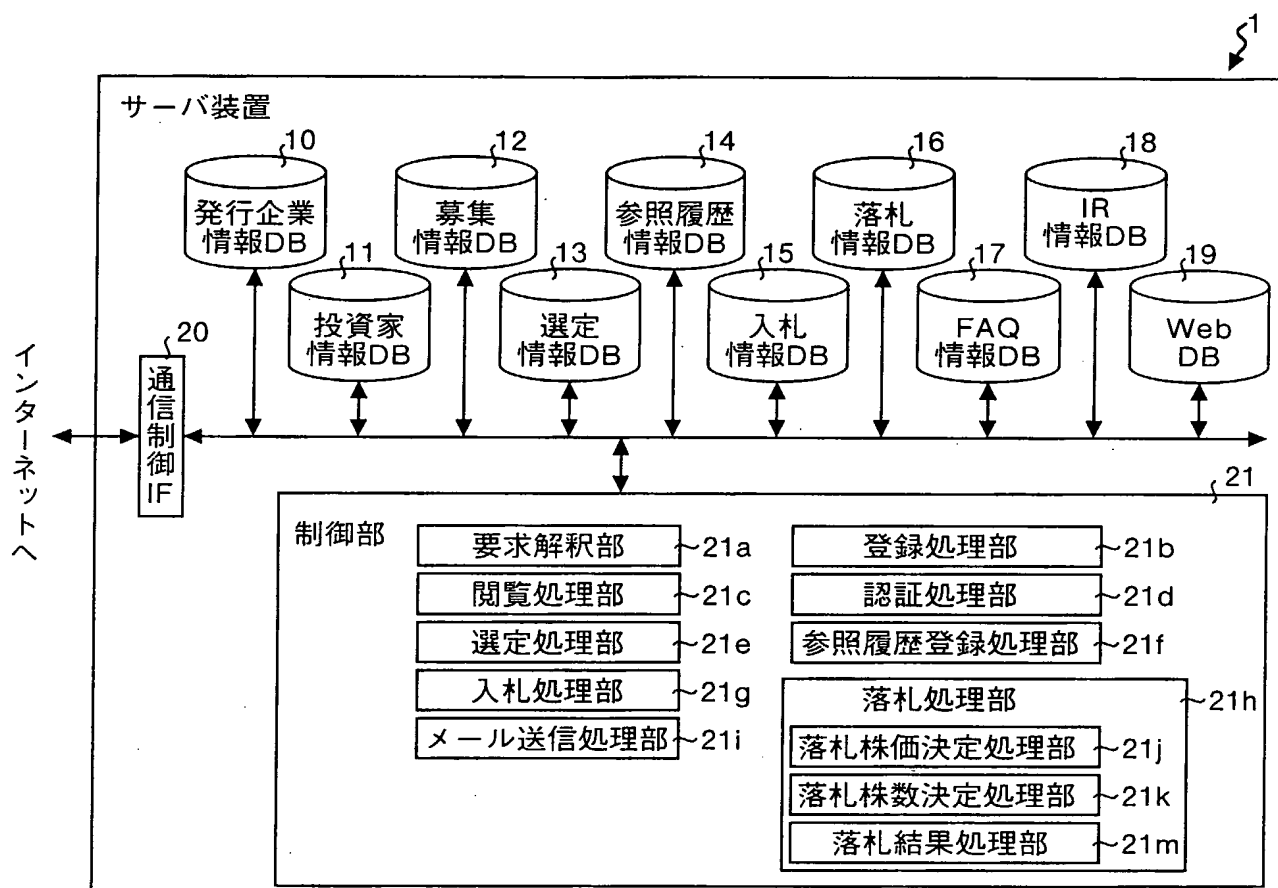 1
サーバ装置
10
発行企業
情報DB
12
募集
情報DB
14
参照履歴
情報DB
16
落札
情報DB
18
IR
情報DB
11
投資家
情報DB
13
選定
情報DB
15
入札
情報DB
17
FAQ
情報DB
19
Web
DB
インターネットへ
20
通信制御IF
21
制御部
要求解釈部
21a
登録処理部
21b
閲覧処理部
21c
認証処理部
21d
選定処理部
21e
参照履歴登録処理部
21f
入札処理部
21g
落札処理部
21h
メール送信処理部
21i
落札株価決定処理部
21j
落札株数決定処理部
21k
落札結果処理部
21m